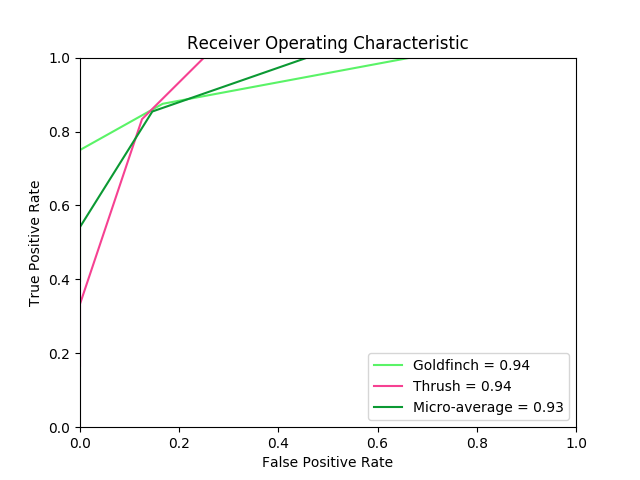 Receiver Operating Characteristic
True Positive Rate
1.0
0.8
0.6
0.4
0.2
0.0
Goldfinch = 0.94
Thrush = 0.94
Micro-average = 0.93
0.0 0.2 0.4 0.6 0.8 1.0
False Positive Rate